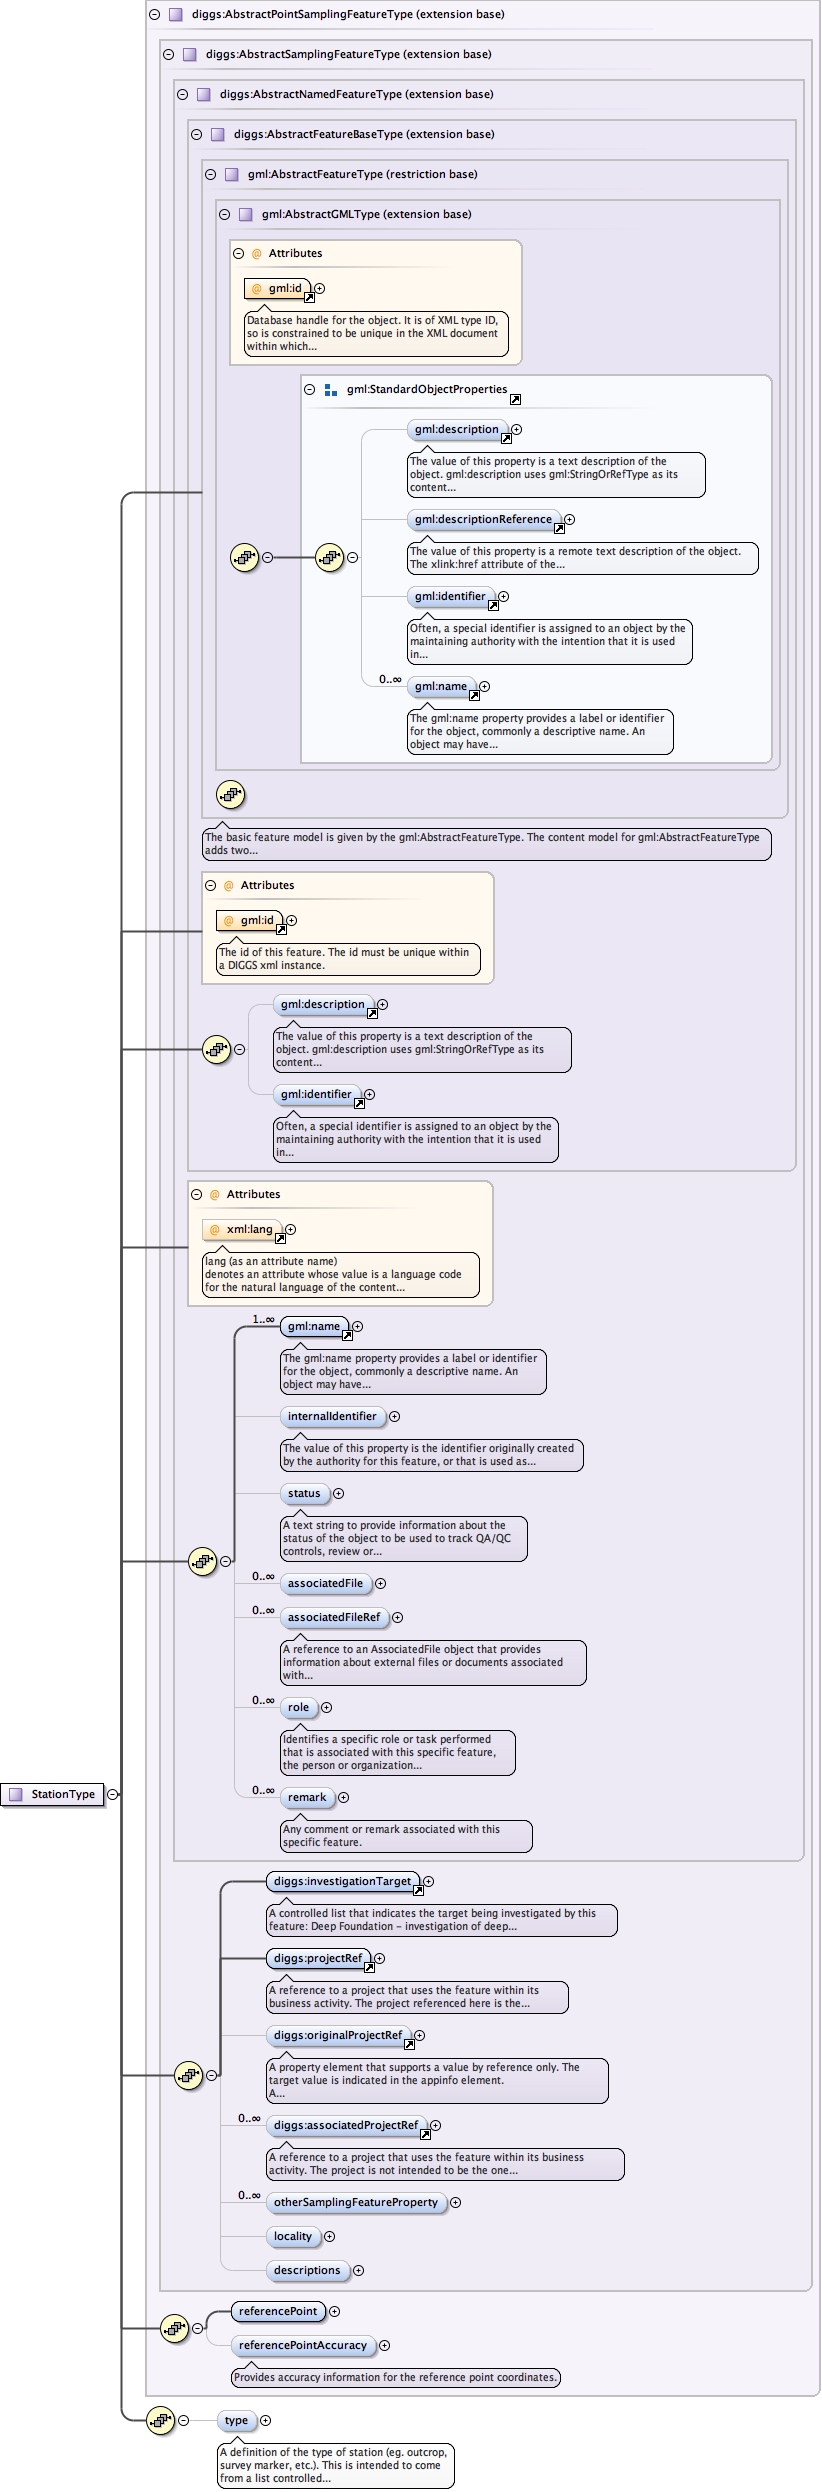 diggs:AbstractPointSamplingFeatureType (extension base)
diggs:AbstractSamplingFeatureType (extension base)
diggs:AbstractNamedFeatureType (extension base)
diggs:AbstractFeatureBaseType (extension base)
gml:AbstractFeatureType (restriction base)
gml:AbstractGMLType (extension base)
@ Attributes
@ gml:id
Database handle for the object. It is of XML type ID,
so is constrained to be unique in the XML document
within which...
gml:StandardObjectProperties
gml:description
The value of this property is a text description of the
object. gml:description uses gml:StringOrRefType as its
content...
gml:descriptionReference
The value of this property is a remote text description of the object.
The xlink:href attribute of the...
gml:identifier
Often, a special identifier is assigned to an object by the
maintaining authority with the intention that it is used
in...
0..∞
gml:name
The gml:name property provides a label or identifier
for the object, commonly a descriptive name. An
object may have...
The basic feature model is given by the gml:AbstractFeatureType. The content model for gml:AbstractFeatureType
adds two...
@ Attributes
@ gml:id
The id of this feature. The id must be unique within
a DIGGS xml instance.
gml:description
The value of this property is a text description of the
object. gml:description uses gml:StringOrRefType as its
content...
gml:identifier
Often, a special identifier is assigned to an object by the
maintaining authority with the intention that it is used
in...
@ Attributes
@ xml:lang
lang (as an attribute name)
denotes an attribute whose value is a language code
for the natural language of the content...
1..∞
gml:name
The gml:name property provides a label or identifier
for the object, commonly a descriptive name. An
object may have...
internalIdentifier
The value of this property is the identifier originally created
by the authority for this feature, or that is used as...
status
A text string to provide information about the
status of the object to be used to track QA/QC
controls, review or...
0..∞
associatedFile
0..∞
associatedFileRef
A reference to an AssociatedFile object that provides
information about external files or documents associated
with...
0..∞
role
Identifies a specific role or task performed
that is associated with this specific feature,
the person or organization...
StationType
0..∞
remark
Any comment or remark associated with this
specific feature.
diggs:investigationTarget
A controlled list that indicates the target being investigated by this
feature: Deep Foundation - investigation of deep...
diggs:projectRef
A reference to a project that uses the feature within its
business activity. The project referenced here is the...
diggs:originalProjectRef
A property element that supports a value by reference only. The
target value is indicated in the appinfo element.
A...
0..∞
diggs:associatedProjectRef
A reference to a project that uses the feature within its business
activity. The project is not intended to be the one...
0..∞
otherSamplingFeatureProperty
locality
descriptions
referencePoint
referencePointAccuracy
Provides accuracy information for the reference point coordinates.
type
A definition of the type of station (eg. outcrop,
survey marker, etc.). This is intended to come
from a list controlled...